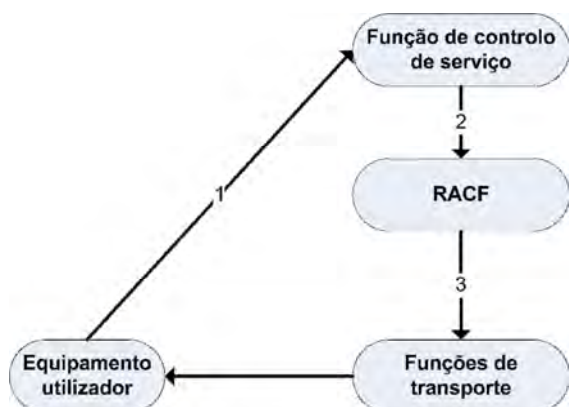 Função de controlo
de serviço
2
RACF
1
3
Equipamento
utilizador
Funções de
transporte